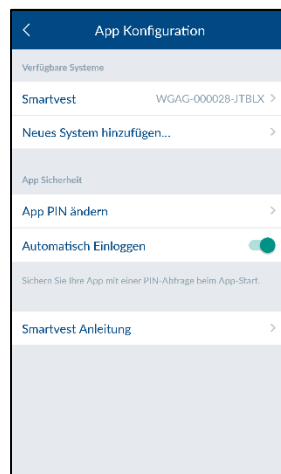 App Konfiguration
Verfügbare Systeme
Smartvest WGAG-000028-JTBLX
Neues System hinzufügen...
App Sicherheit
App PIN ändern
Automatisch Einloggen
Sichern Sie Ihre App mit einer PIN-Abfrage beim App-Start.
Smartvest Anleitung